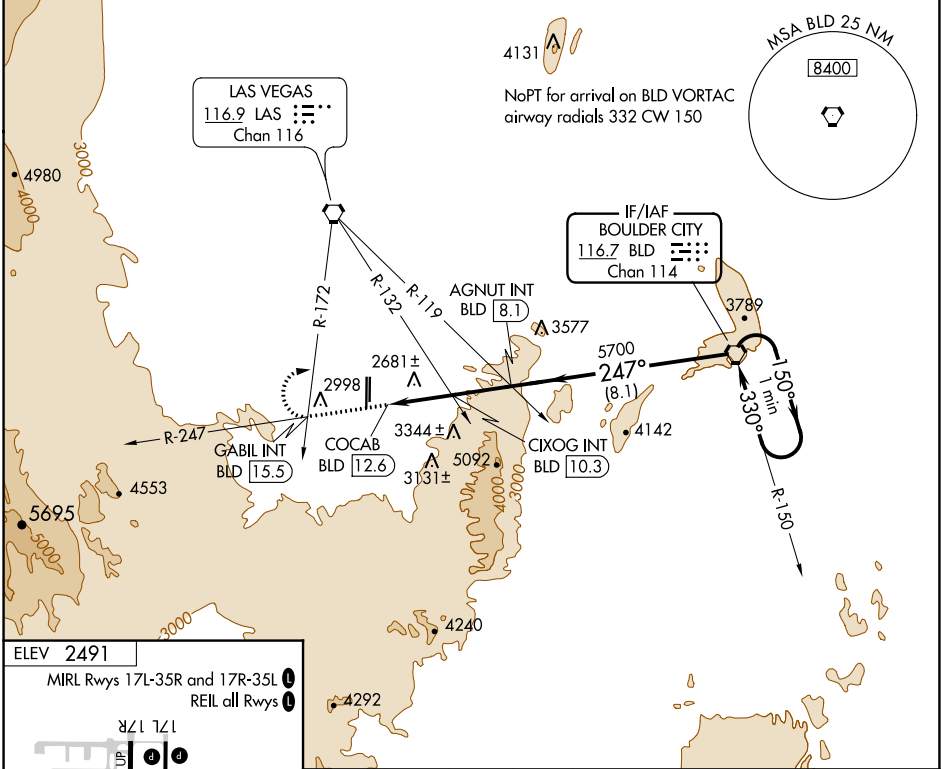 MSA BLD 25 NM
8400
4131
NoPT for arrival on BLD VORTAC
airway radials 332 CW 150
LAS VEGAS
116.9 LAS
Chan 116
3000
4980
4000
IF/IAF
BOULDER CITY
116.7 BLD
Chan 114
R-172
R-132
R-119
AGNUT INT
BLD 8.1
3577
3789
5700
247°
(8.1)
150°
1 min
330°
2681±
2998
4142
R-247
GABIL INT
BLD 15.5
COCAB
BLD 12.6
3344±
3131±
5092
4000
3000
CIXOG INT
BLD 10.3
R-150
4553
5695
5000
3000
4240
4292
ELEV 2491
MIRL Rwys 17L-35R and 17R-35L L
REIL all Rwys L
17R
17L
UP
P
P